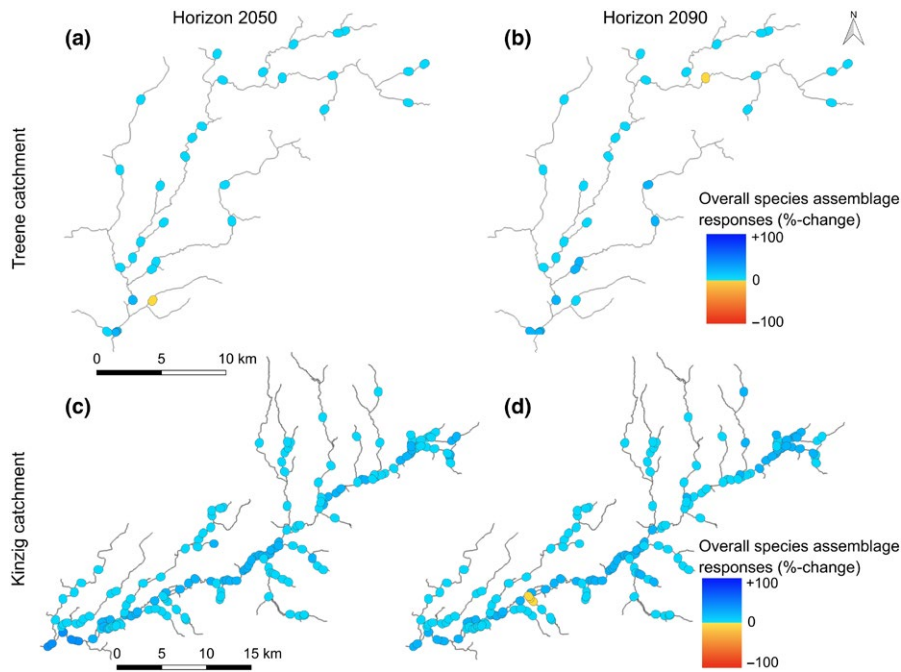 Horizon 2050
Horizon 2090
(a)
(b)
N
Treene catchment
Overall species assemblage
responses (%-change)
+100
0
−100
0 5 10 km
(c)
(d)
Kinzig catchment
Overall species assemblage
responses (%-change)
+100
0
−100
0 5 10 15 km